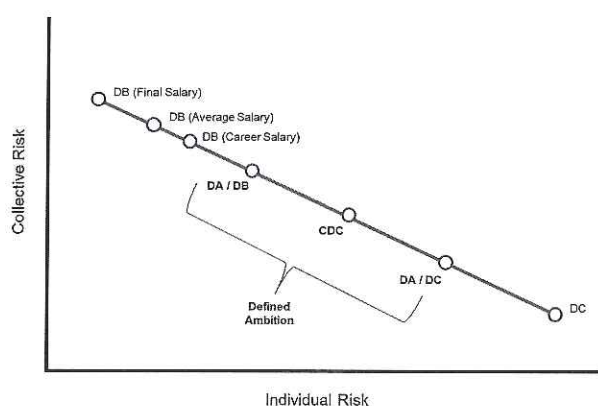 Collective Risk
DB (Final Salary)
DB (Average Salary)
DB (Career Salary)
DA / DB
CDC
DA / DC
DC
Defined
Ambition
Individual Risk